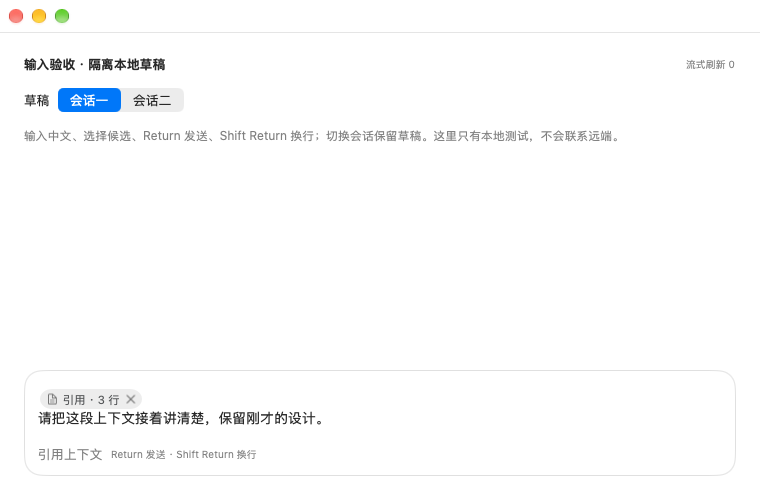 输入验收 · 隔离本地草稿
流式刷新 0
草稿 会话一 会话二
输入中文、选择候选、Return 发送、Shift Return 换行；切换会话保留草稿。这里只有本地测试，不会联系远端。
引用 · 3 行
请把这段上下文接着讲清楚，保留刚才的设计。
引用上下文 Return 发送 · Shift Return 换行